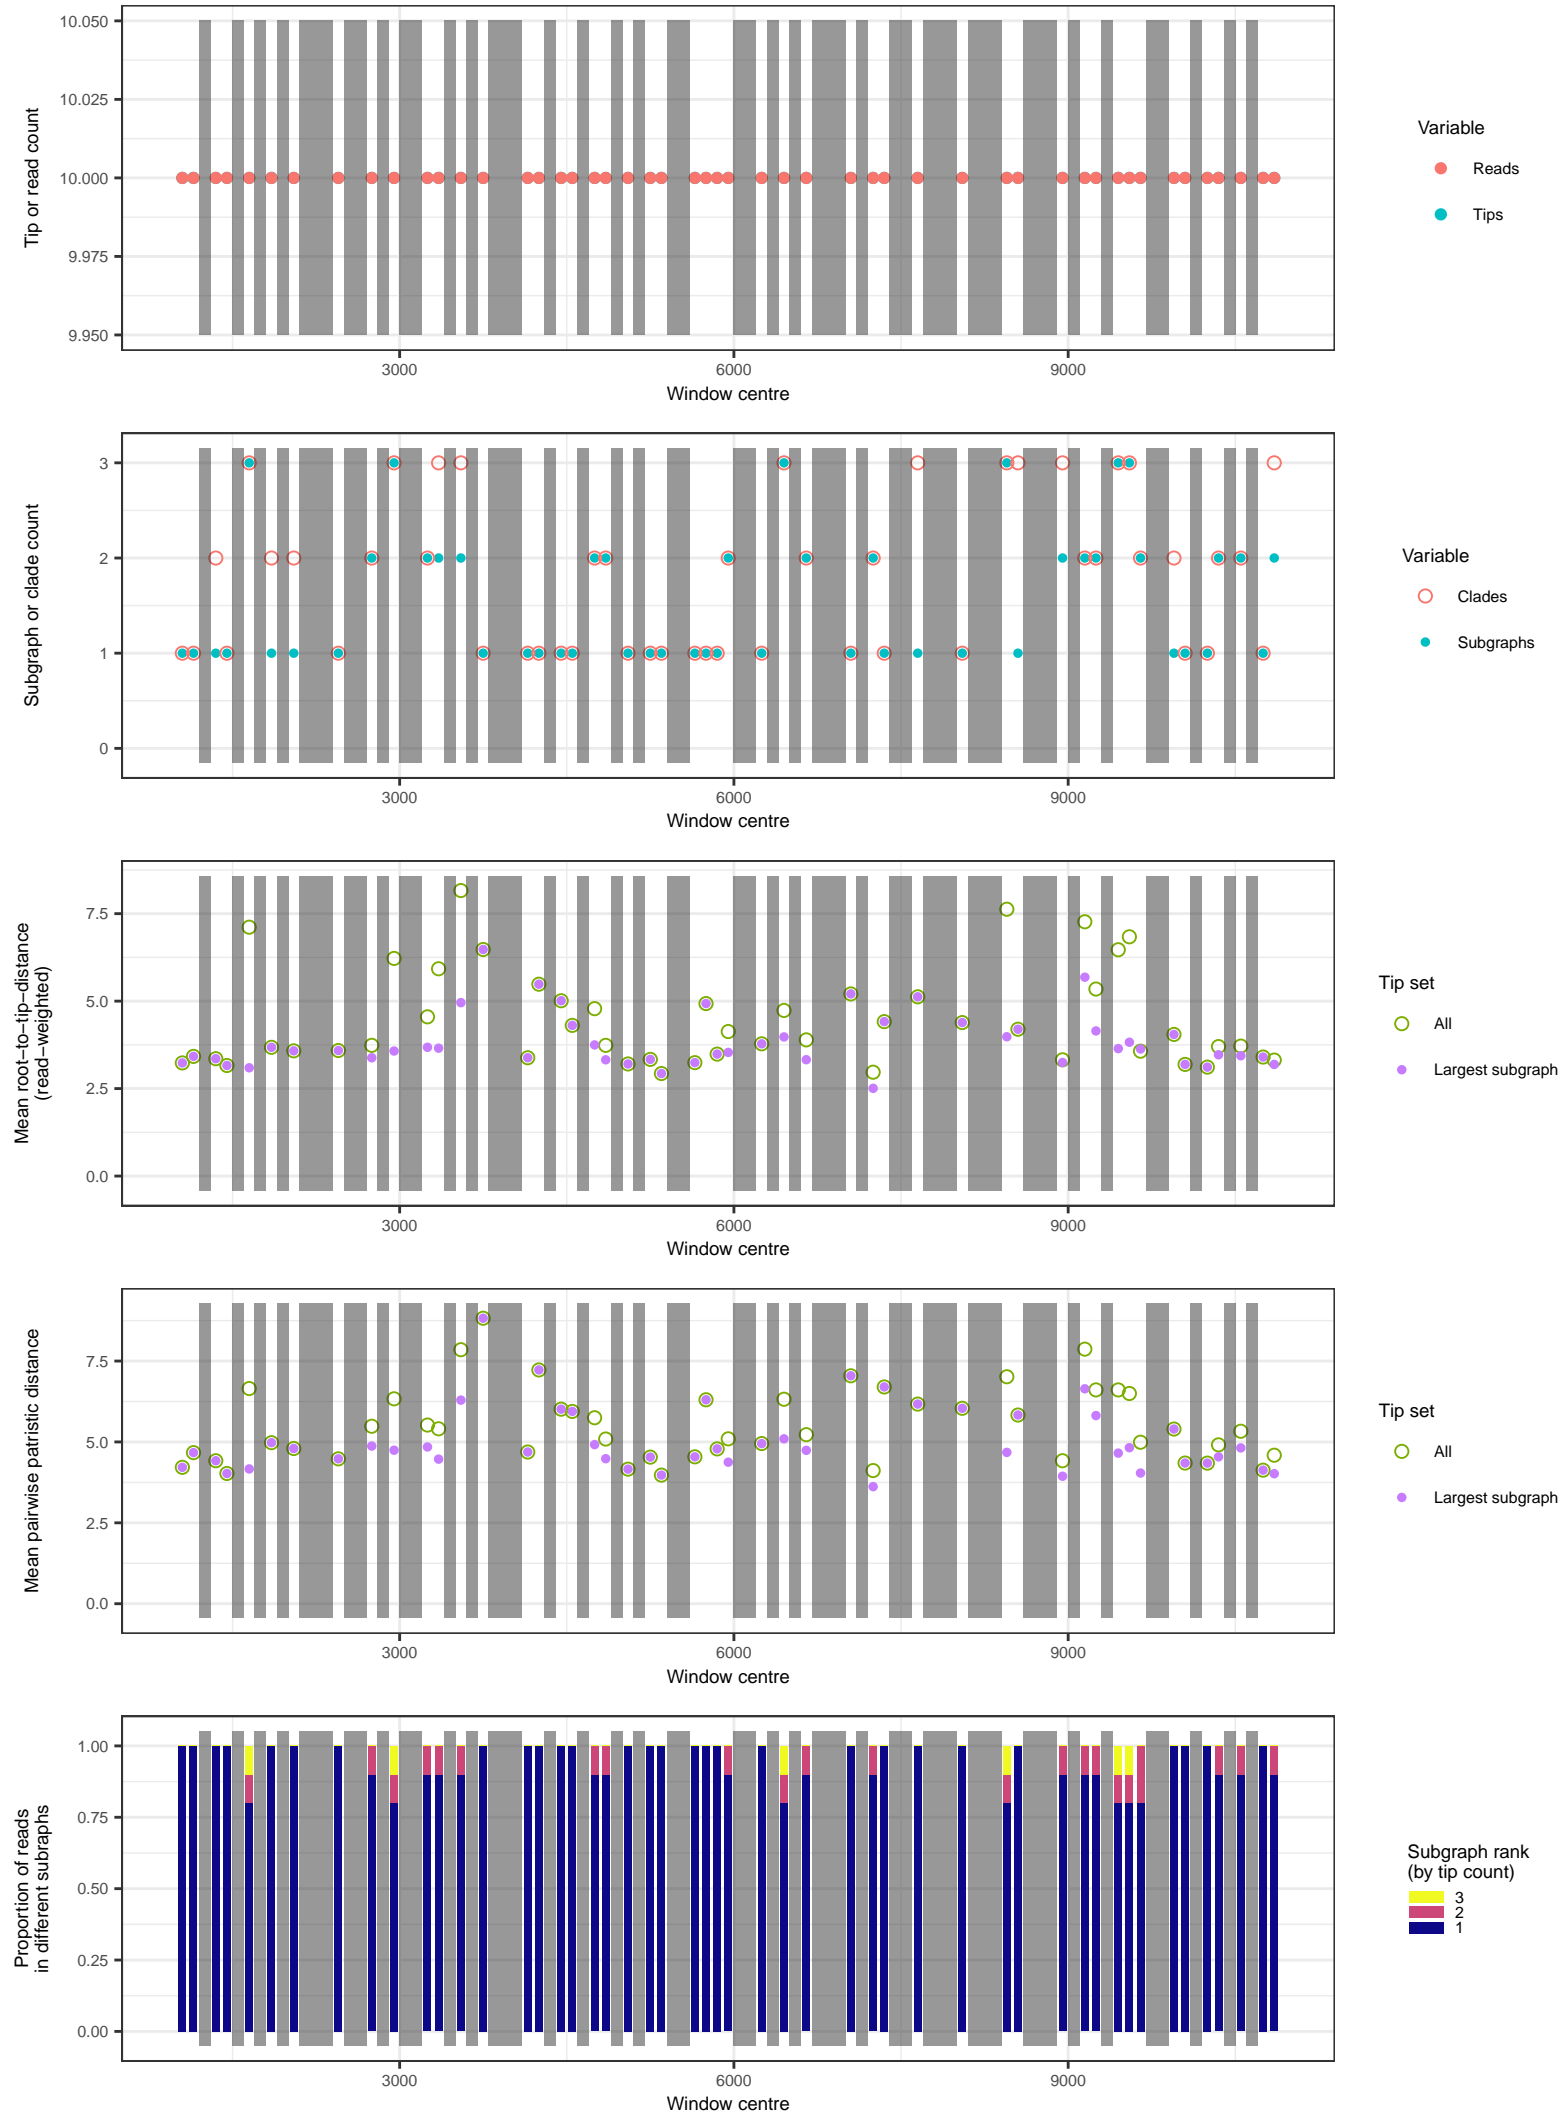 10.050
10.025
10.000
9.975
9.950
Tip or read count
3000
6000
9000
Window centre
Variable
Reads
Tips
3
2
1
0
Subgraph or clade count
3000
6000
9000
Window centre
Variable
Clades
Subgraphs
7.5
5.0
2.5
0.0
Mean root−to−tip−distance
(read−weighted)
3000
6000
9000
Window centre
Tip set
All
Largest subgraph
7.5
5.0
2.5
0.0
Mean pairwise patristic distance
3000
6000
9000
Window centre
Tip set
All
Largest subgraph
1.00
0.75
0.50
0.25
0.00
Proportion of reads
in different subraphs
3000
6000
9000
Window centre
Subgraph rank
(by tip count)
3
2
1